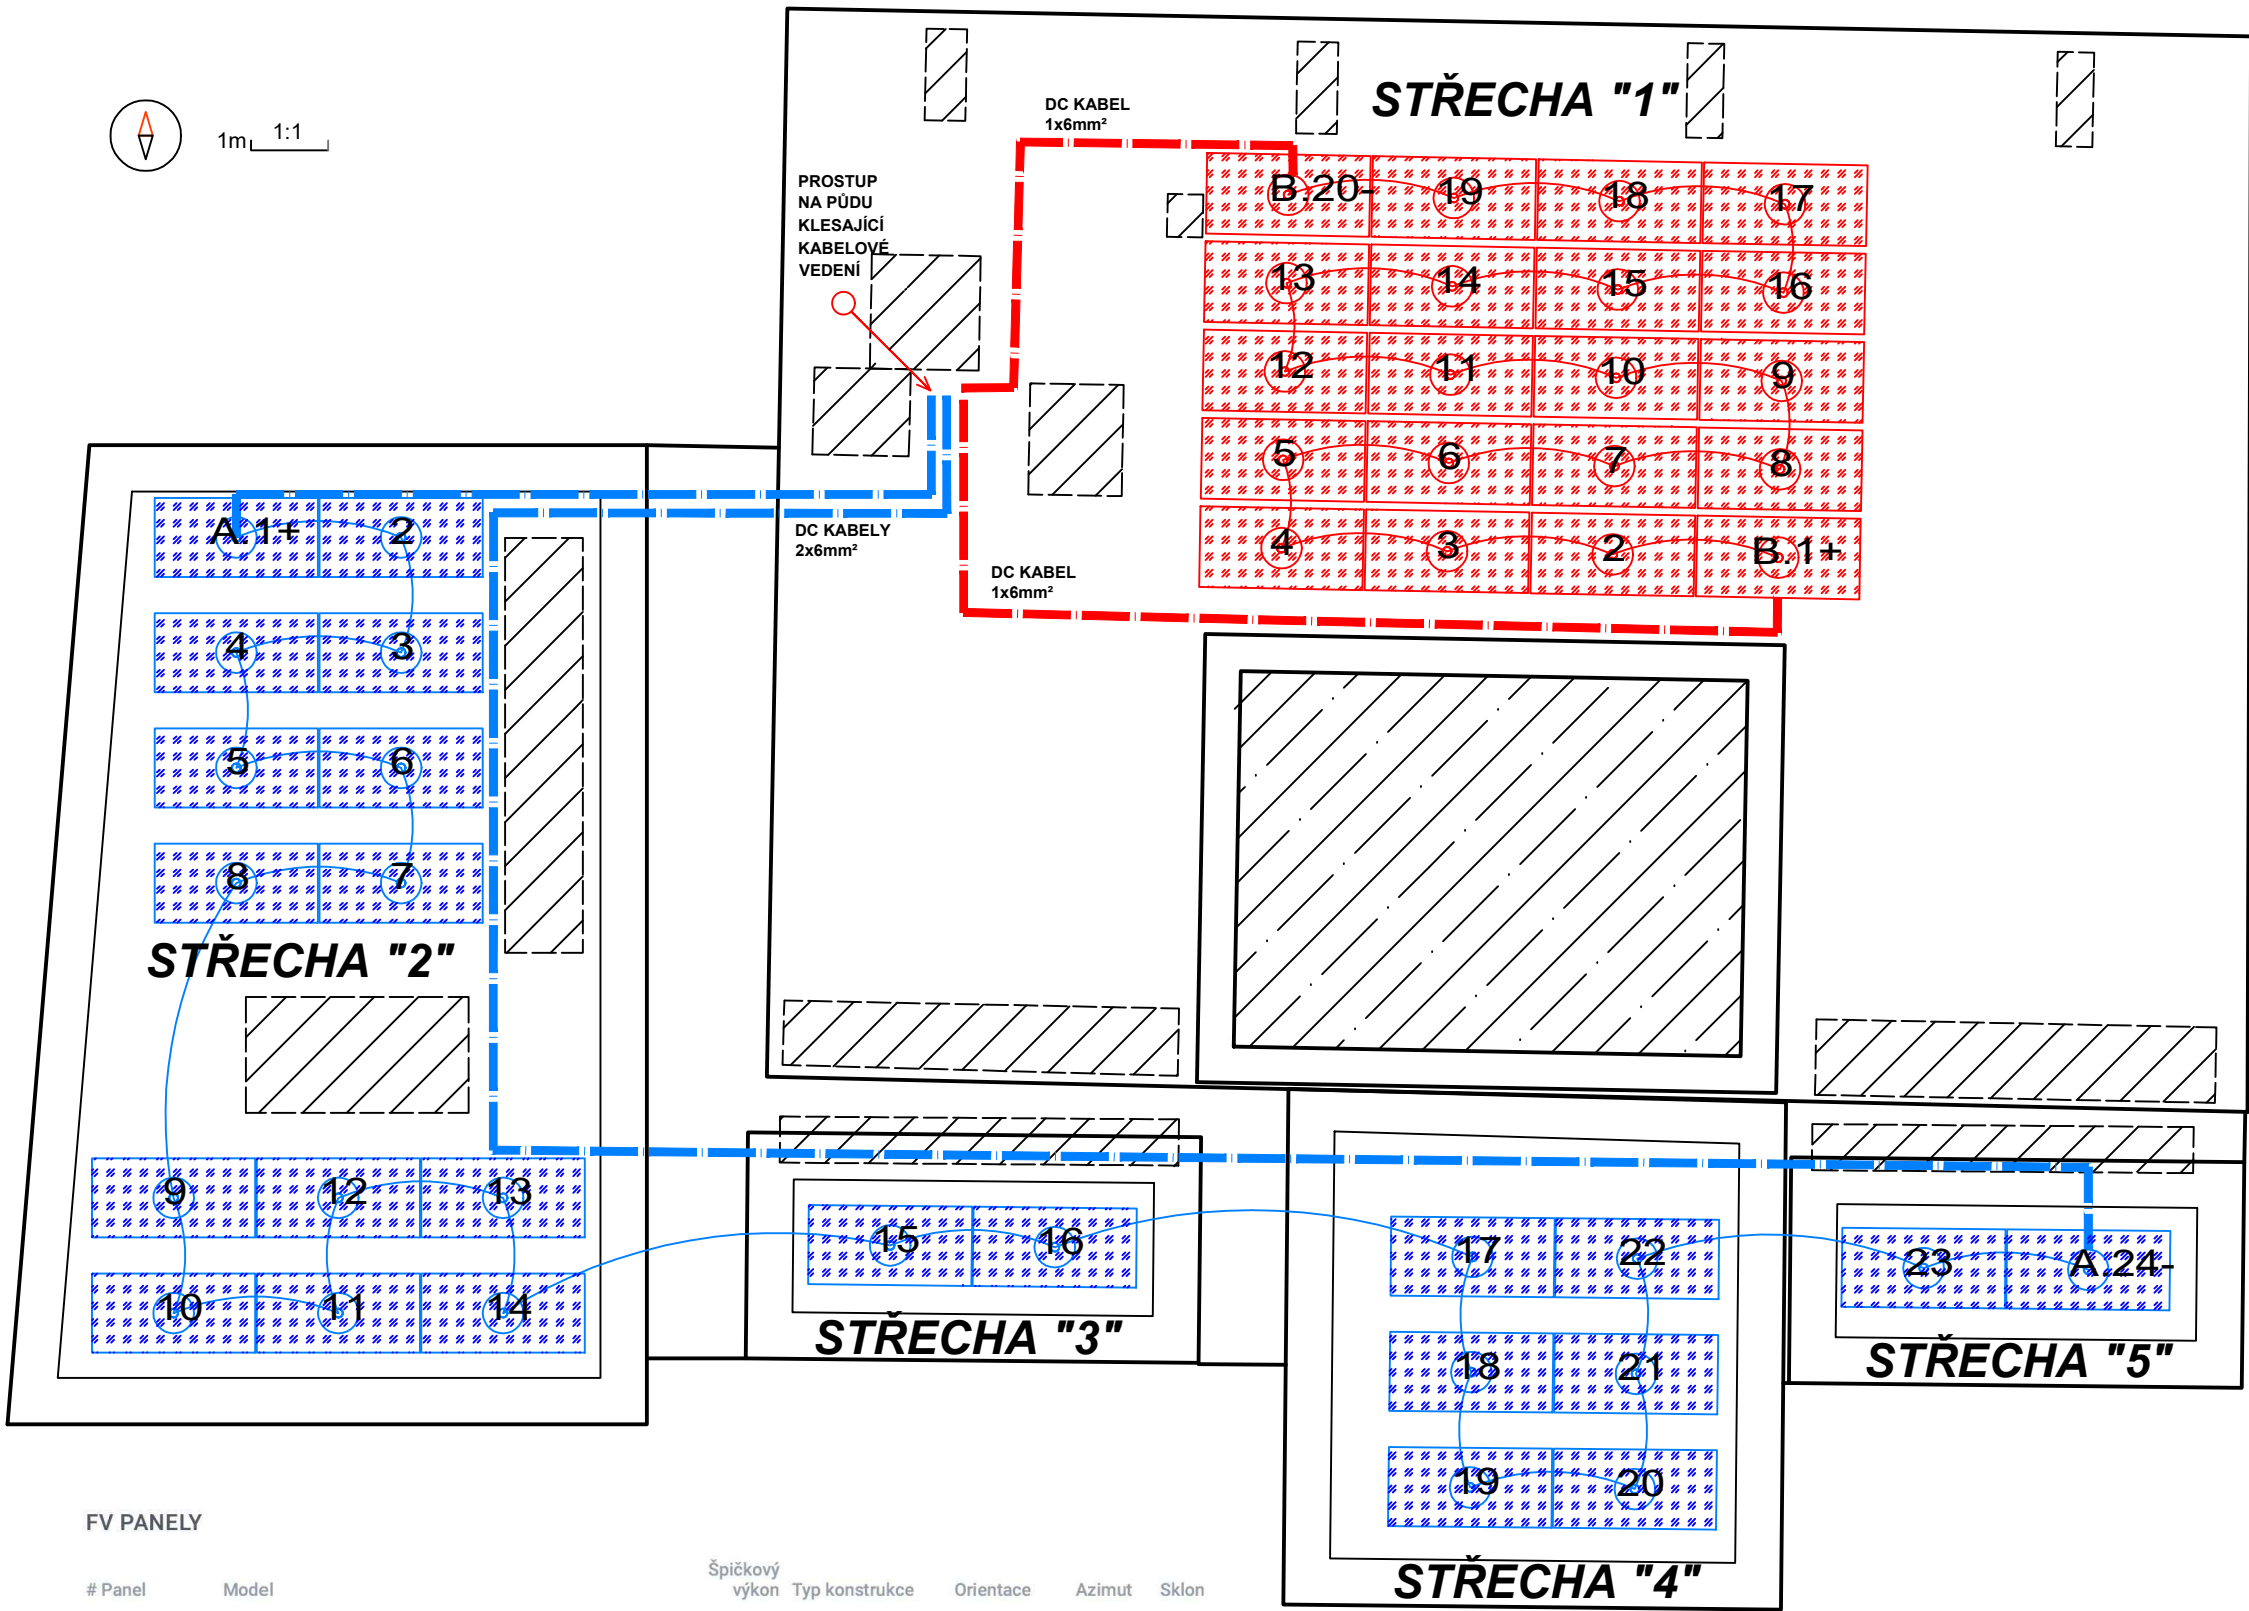 STŘECHA "1"
1m 1:1
DC KABEL
1x6mm²
PROSTUP
NA PŮDU
KLESAJÍCÍ
KABELOVÉ
VEDENÍ
B.20- 19 18 17
13 14 15 16
12 11 10 9
5 6 7 8
4 3 2 B.1+
DC KABELY
2x6mm²
DC KABEL
1x6mm²
A.1+ 2
4 3
5 6
8 7
STŘECHA "2"
9 12 13
10 11 14
15 16
STŘECHA "3"
17 22
18 21
19 20
STŘECHA "4"
23 A.24-
STŘECHA "5"
FV PANELY
# Panel Model Špičkový
výkon Typ konstrukce Orientace Azimut Sklon